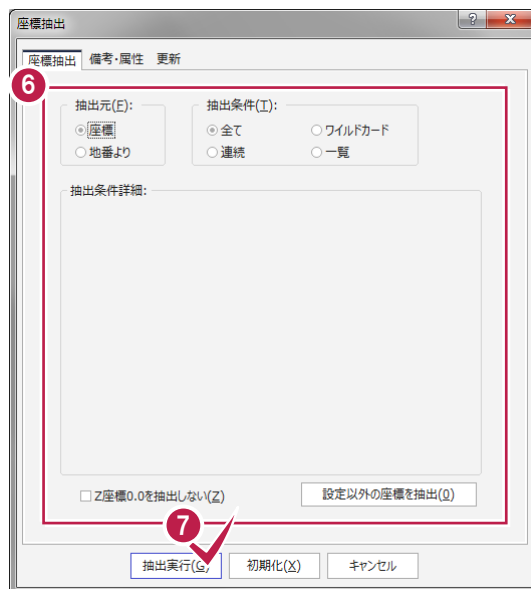 座標抽出
?
X
座標抽出 備考・属性 更新
6
抽出元(F): 抽出条件(T):
座標 全て ワイルドカード
地番より 連続 一覧
抽出条件詳細:
Z座標0.0を抽出しない(Z) 設定以外の座標を抽出(O)
7
抽出実行(G) 初期化(X) キャンセル